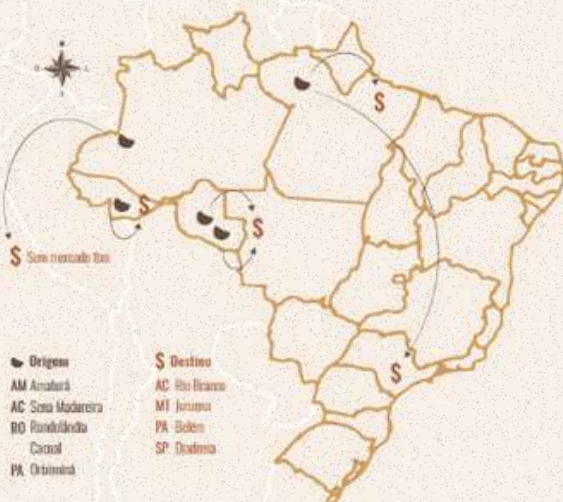 $ Sem mercado fixo
Origem
AM Amaturá
AC Sena Madureira
RO Rondolândia
Cacoal
PA Oriximiná
$ Destino
AC Rio Branco
MT Juruena
PA Belém
SP Diadema
$
$
$
$